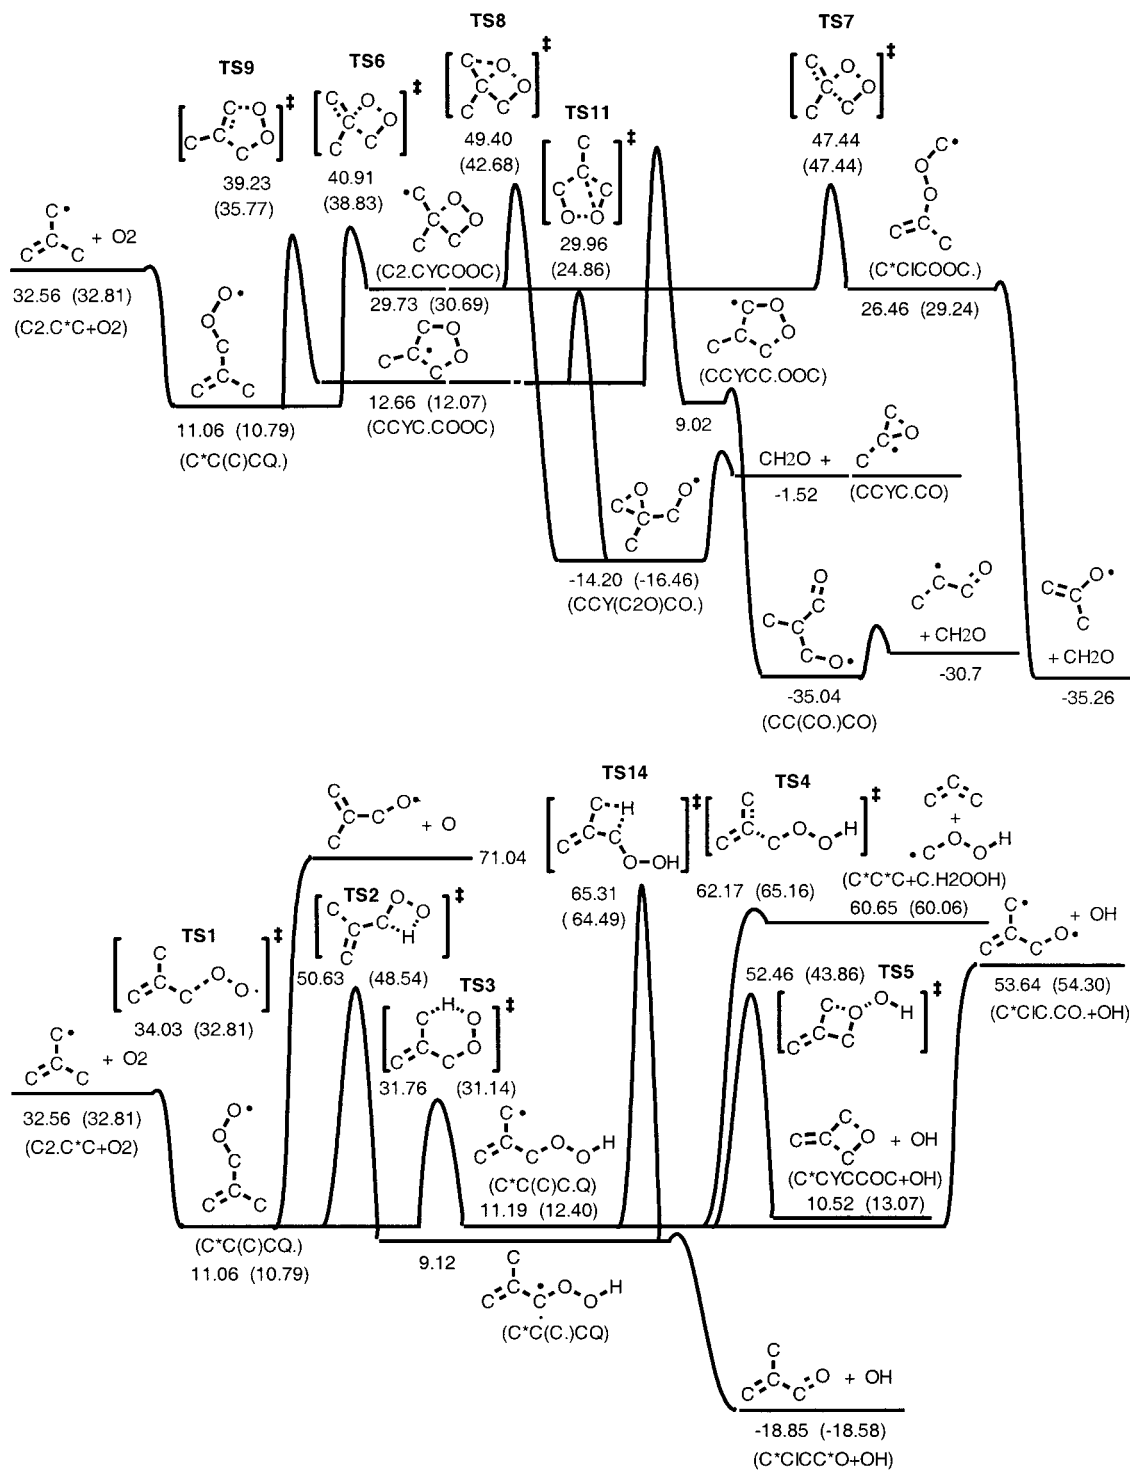 TS8
TS7
TS9
TS6
TS11
49.40
(42.68)
47.44
(47.44)
39.23
(35.77)
40.91
(38.83)
29.96
(24.86)
+ O2
32.56 (32.81)
(C2.C*C+O2)
(C2.CYCOOC)
29.73 (30.69)
(C*CICOOC.)
26.46 (29.24)
11.06 (10.79)
(C*C(C)CQ.)
12.66 (12.07)
(CCYC.COOC)
(CCYCC.OOC)
9.02
CH2O +
-1.52
(CCYC.CO)
-14.20 (-16.46)
(CCY(C2O)CO.)
+ CH2O
-30.7
+ CH2O
-35.26
-35.04
(CC(CO.)CO)
TS14
TS4
+ O
71.04
65.31
( 64.49)
62.17 (65.16)
+
(C*C*C+C.H2OOH)
60.65 (60.06)
TS2
50.63 (48.54)
TS1
34.03 (32.81)
TS3
31.76 (31.14)
52.46 (43.86) TS5
+ OH
53.64 (54.30)
(C*CIC.CO.+OH)
+ O2
32.56 (32.81)
(C2.C*C+O2)
(C*C(C)C.Q)
11.19 (12.40)
+ OH
(C*CYCCOC+OH)
10.52 (13.07)
(C*C(C)CQ.)
11.06 (10.79)
9.12
(C*C(C.)CQ)
+ OH
-18.85 (-18.58)
(C*CICC*O+OH)